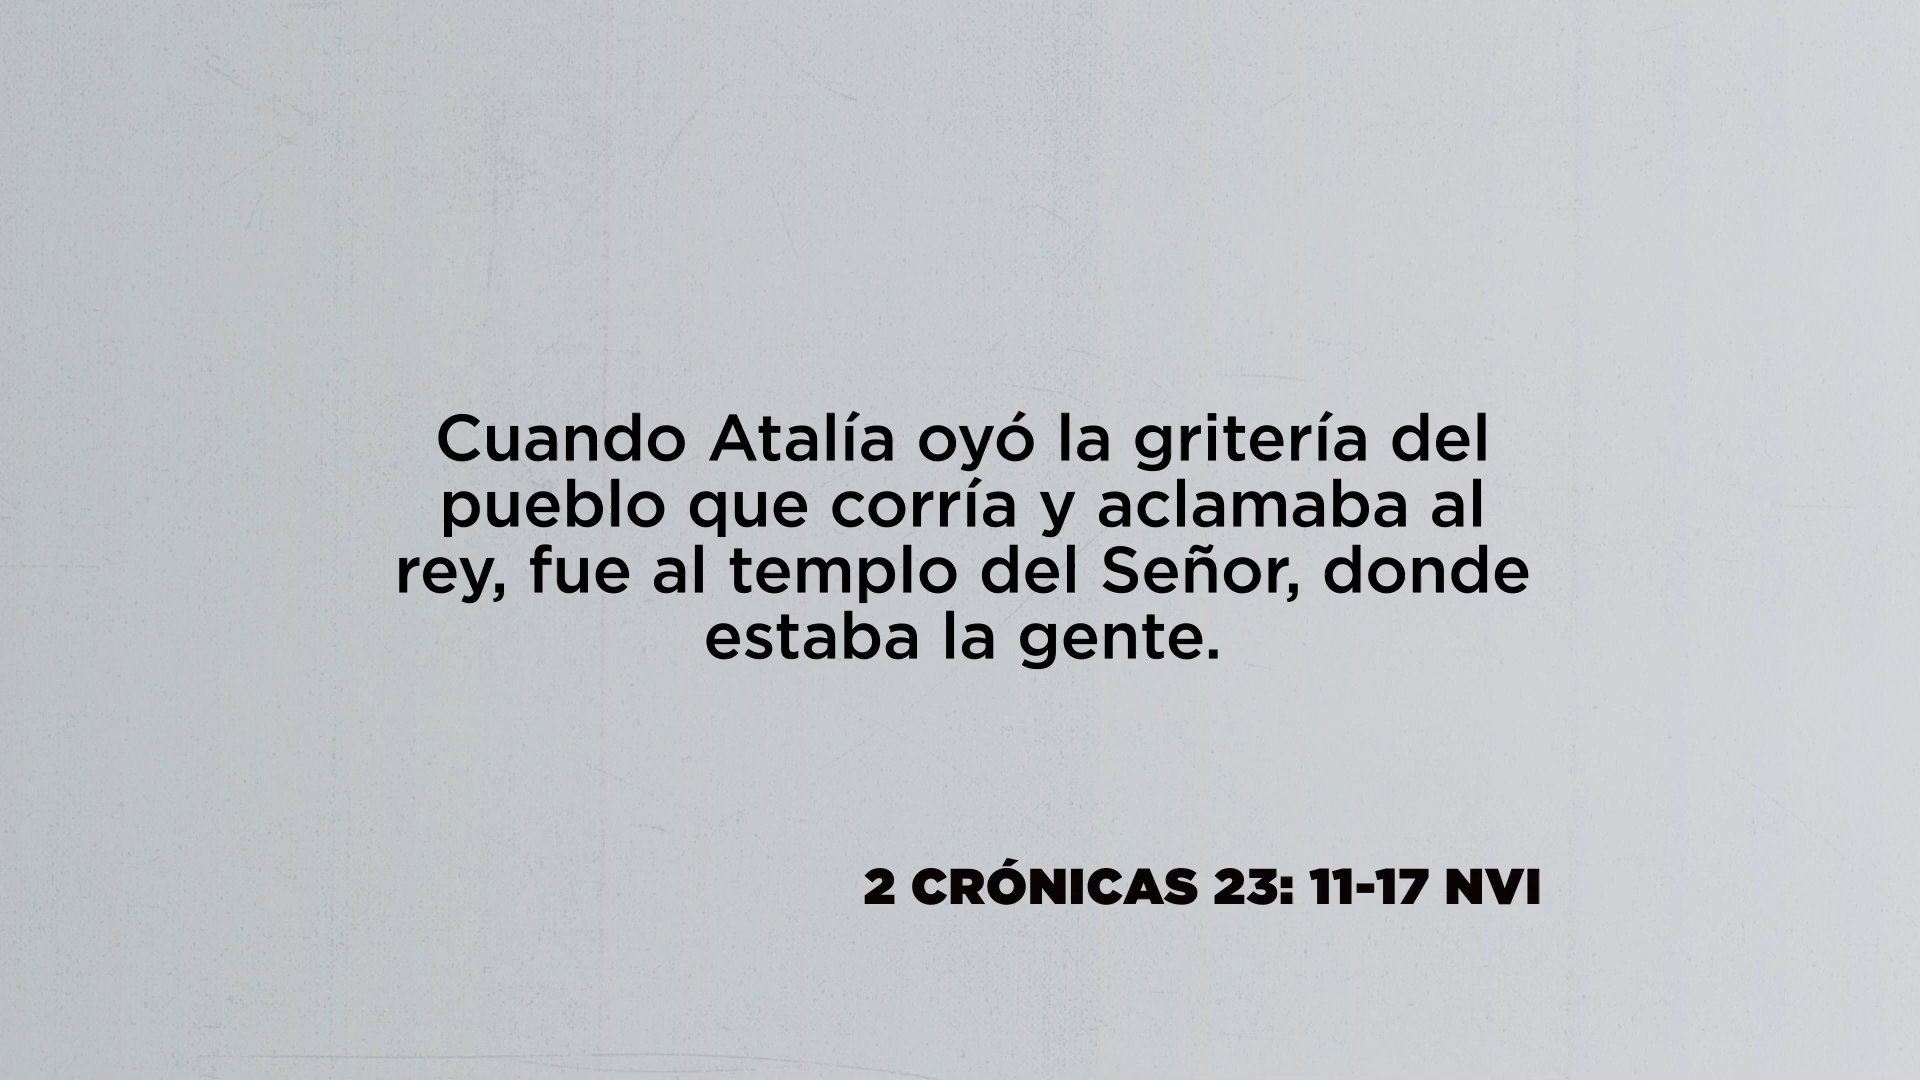 Cuando Atalía oyó la gritería del
pueblo que corría y aclamaba al
rey, fue al templo del Señor, donde
estaba la gente.
2 CRÓNICAS 23: 11-17 NVI